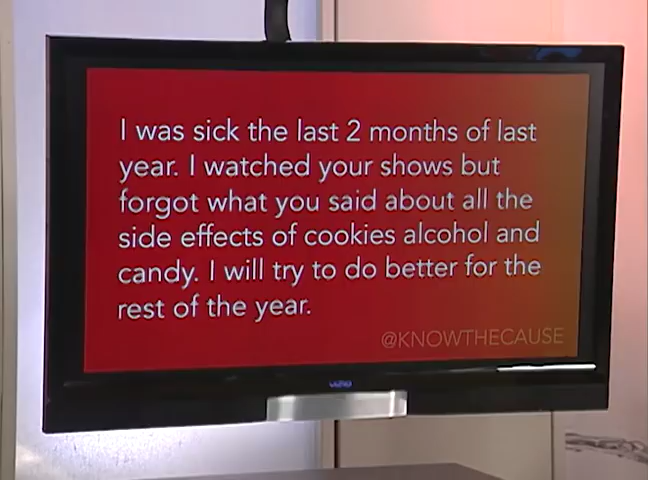 I was sick the last 2 months of last
year. I watched your shows but
forgot what you said about all the
side effects of cookies alcohol and
candy. I will try to do better for the
rest of the year.
@KNOWTHECAUSE
VIZIO